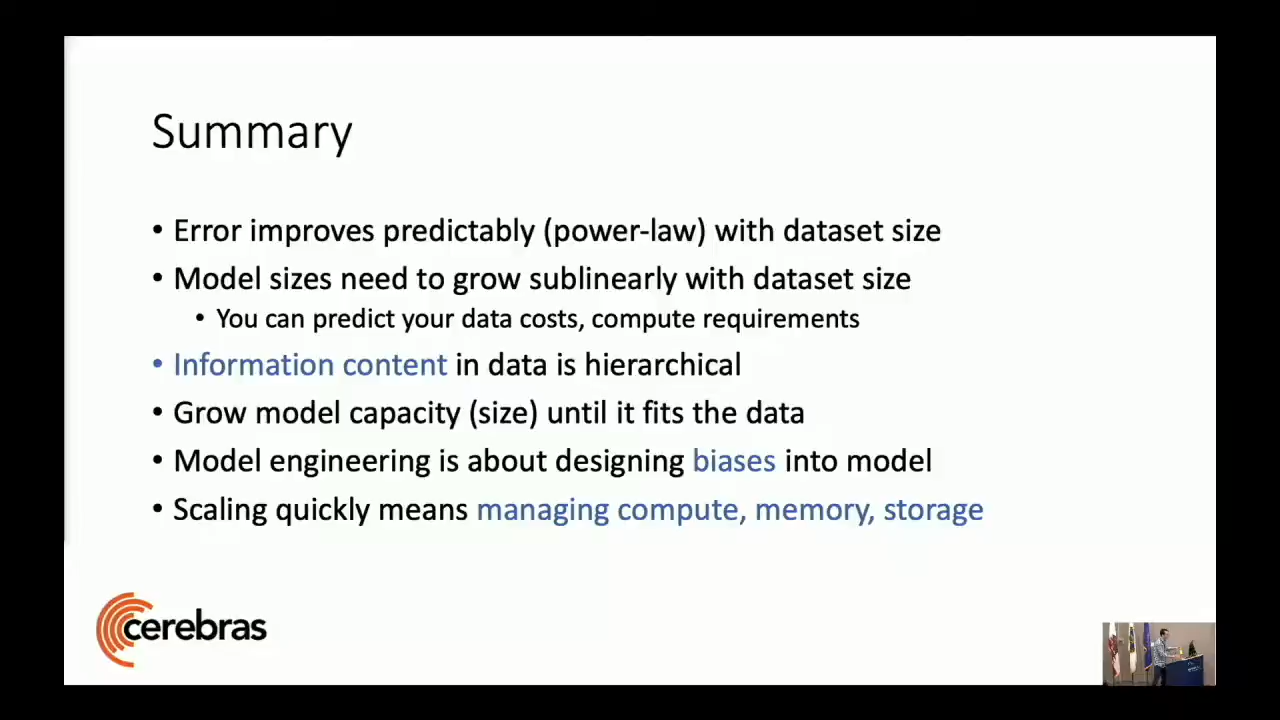 Summary
• Error improves predictably (power-law) with dataset size
• Model sizes need to grow sublinearly with dataset size
• You can predict your data costs, compute requirements
• Information content in data is hierarchical
• Grow model capacity (size) until it fits the data
• Model engineering is about designing biases into model
• Scaling quickly means managing compute, memory, storage
cerebras